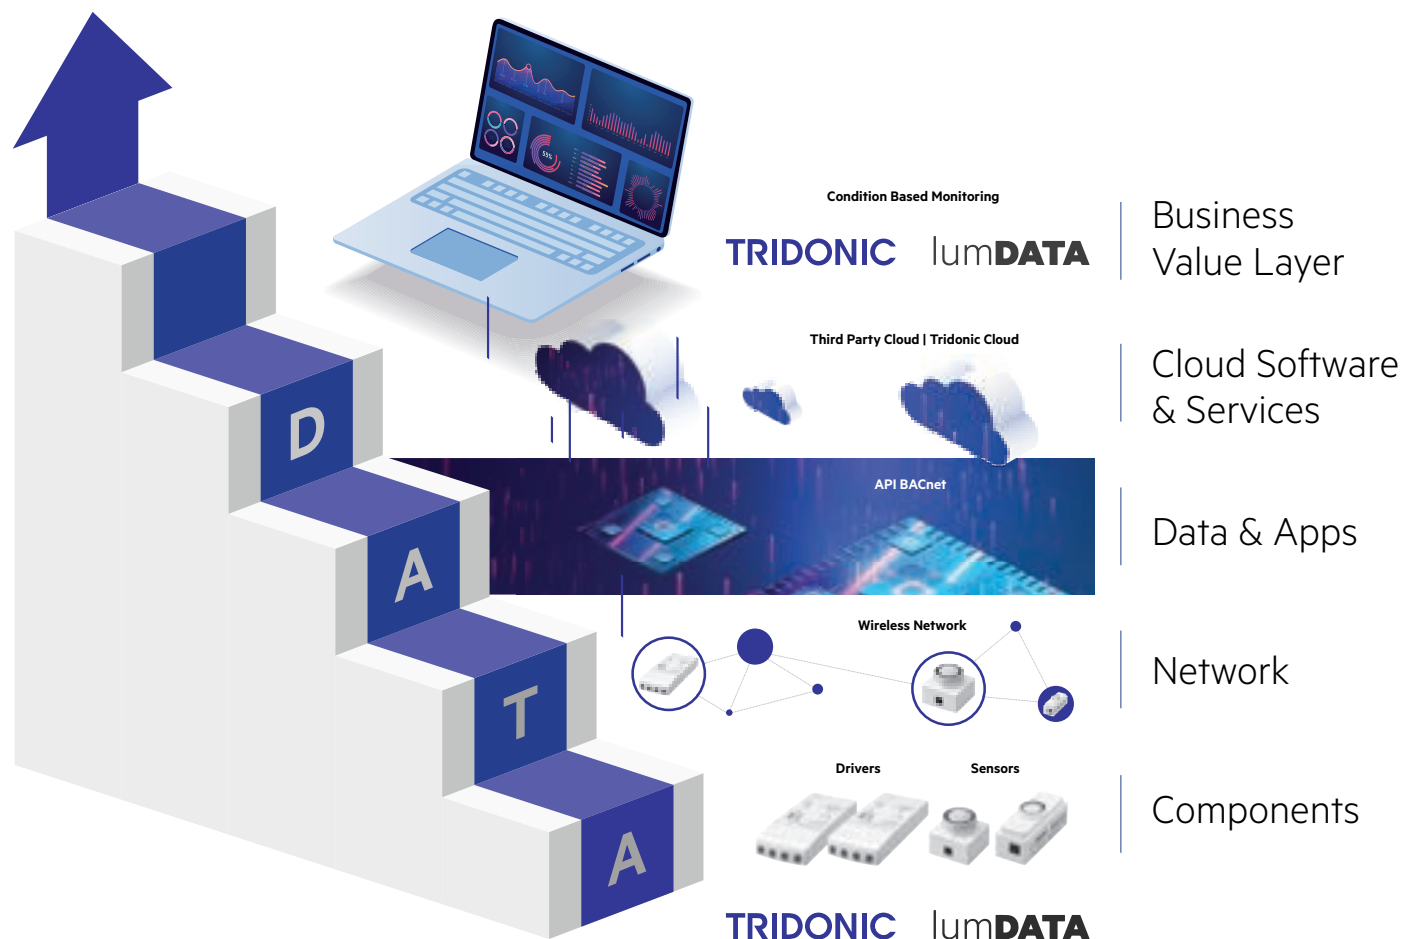 Condition Based Monitoring
TRIDONIC lumDATA
Business
Value Layer
55%
Third Party Cloud | Tridonic Cloud
Cloud Software
& Services
D
API BACnet
Data & Apps
A
Wireless Network
Network
T
Drivers Sensors
Components
A
TRIDONIC lumDATA